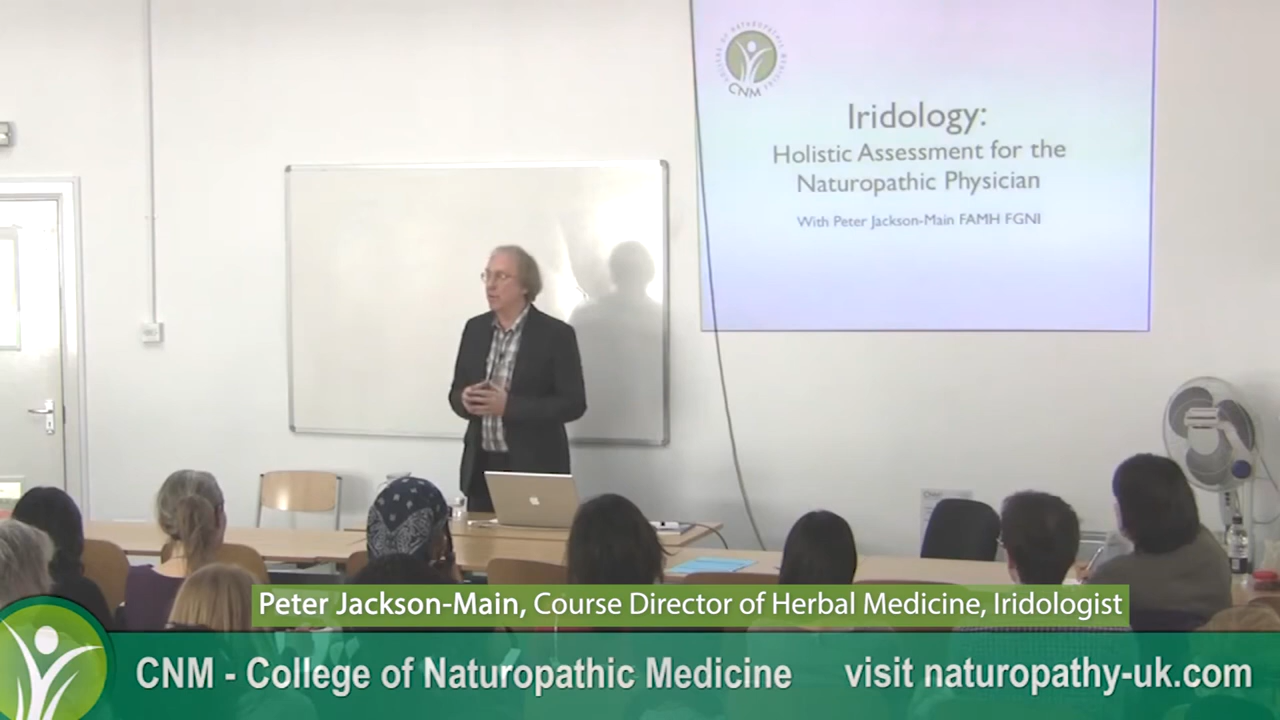 CNM
Iridology:
Holistic Assessment for the
Naturopathic Physician
With Peter Jackson-Main FAMH FGNI
Peter Jackson-Main, Course Director of Herbal Medicine, Iridologist
CNM - College of Naturopathic Medicine visit naturopathy-uk.com